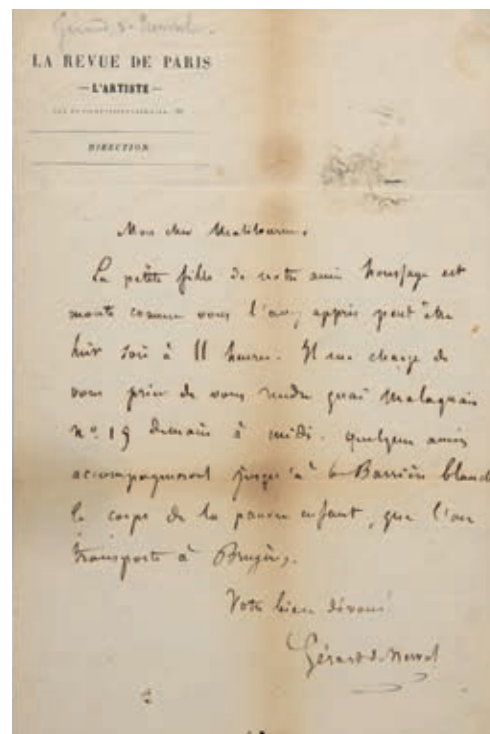 Gérard de Nerval.
LA REVUE DE PARIS
— L'ARTISTE —
DIRECTION
Mon cher Malitourne,
La petite fille de notre ami Houssaye est
morte comme vous l'avez appris peut être
hier soir à 11 heures. Il me charge de
vous prier de vous rendre quai Malaquais
n° 19 demain à midi. quelques amis
accompagneront jusqu'à la Barrière blanche
le corps de la pauvre enfant, que l'on
transporte à Bruyères.
Votre bien dévoué
Gérard de Nerval